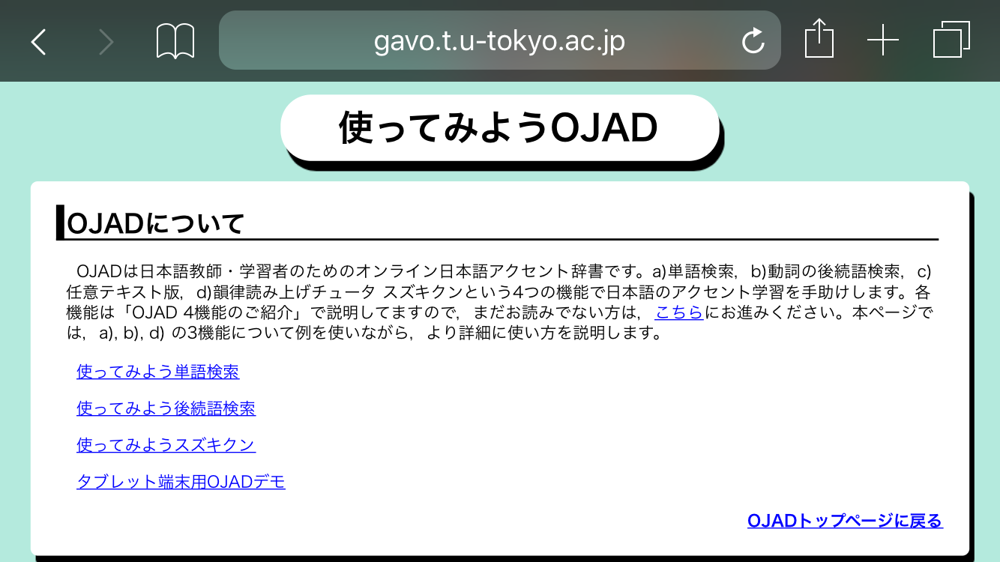 gavo.t.u-tokyo.ac.jp
使ってみようOJAD
OJADについて
OJADは日本語教師・学習者のためのオンライン日本語アクセント辞書です。a)単語検索，b)動詞の後続語検索，c)
任意テキスト版，d)韻律読み上げチュータ スズキクンという4つの機能で日本語のアクセント学習を手助けします。各
機能は「OJAD 4機能のご紹介」で説明してますので，まだお読みでない方は，こちらにお進みください。本ページで
は，a), b), d) の3機能について例を使いながら，より詳細に使い方を説明します。
使ってみよう単語検索
使ってみよう後続語検索
使ってみようスズキクン
タブレット端末用OJADデモ
OJADトップページに戻る